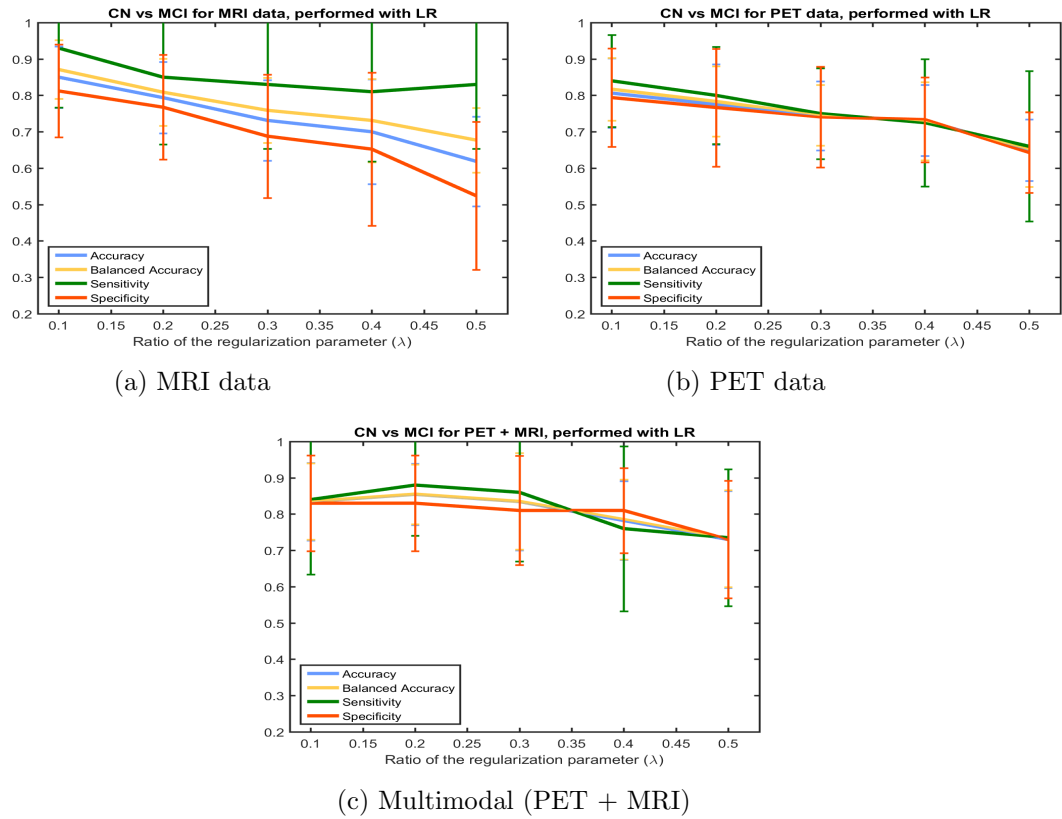 CN vs MCI for MRI data, performed with LR
1
0.9
0.8
0.7
0.6
0.5
0.4
0.3
0.2
Accuracy
Balanced Accuracy
Sensitivity
Specificity
0.1 0.15 0.2 0.25 0.3 0.35 0.4 0.45 0.5
Ratio of the regularization parameter (λ)
(a) MRI data
CN vs MCI for PET data, performed with LR
1
0.9
0.8
0.7
0.6
0.5
0.4
0.3
0.2
Accuracy
Balanced Accuracy
Sensitivity
Specificity
0.1 0.15 0.2 0.25 0.3 0.35 0.4 0.45 0.5
Ratio of the regularization parameter (λ)
(b) PET data
CN vs MCI for PET + MRI, performed with LR
1
0.9
0.8
0.7
0.6
0.5
0.4
0.3
0.2
Accuracy
Balanced Accuracy
Sensitivity
Specificity
0.1 0.15 0.2 0.25 0.3 0.35 0.4 0.45 0.5
Ratio of the regularization parameter (λ)
(c) Multimodal (PET + MRI)